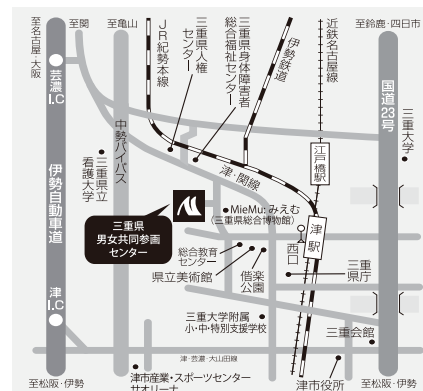 至名古屋・大阪
至関
至亀山
JR紀勢本線
三重県人権
センター
三重県身体障害者
総合福祉センター
伊勢鉄道
近鉄名古屋線
至鈴鹿・四日市
芸濃
I.C
中勢バイパス
三重県立
看護大学
国道23号
三重大学
江戸橋駅
津・関線
伊勢自動車道
MieMu:みえむ
(三重県総合博物館)
三重県
男女共同参画
センター
津駅
西口
総合教育
センター
県立美術館
偕楽
公園
三重
県庁
津
I.C
三重大学附属
小・中・特別支援学校
三重会館
津・芸濃・大山田線
至松阪・伊勢
津市産業・スポーツセンター
サオリーナ
津市役所
至松阪・伊勢